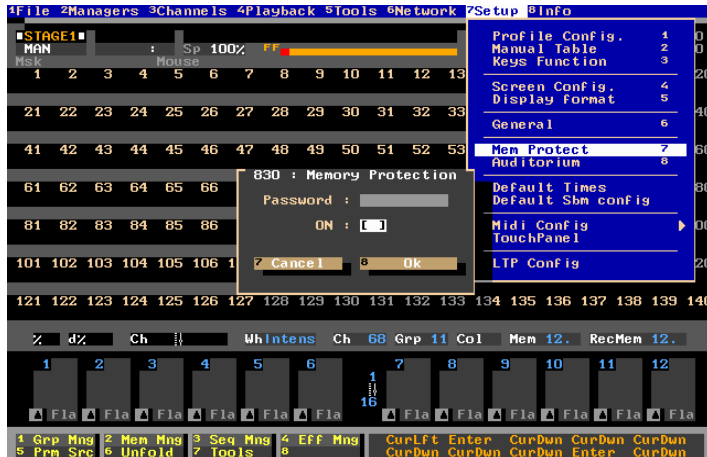 1File 2Managers 3Channels 4Playback 5Tools 6Network 7Setup 8Info
STAGE1
MAN : Sp 100% FF
Msk Mouse
Profile Config. 1
Manual Table 2
Keys Function 3
Screen Config. 4
Display format 5
General 6
Mem Protect 7
Auditorium 8
Default Times
Default Sbm config
Midi Config
TouchPanel
LTP Config
1 2 3 4 5 6 7 8 9 10 11 12 13
21 22 23 24 25 26 27 28 29 30 31 32 33
41 42 43 44 45 46 47 48 49 50 51 52 53
61 62 63 64 65 66
81 82 83 84 85 86
101 102 103 104 105 106 1
830 : Memory Protection
Password :
ON : [ ]
7 Cancel 8 Ok
121 122 123 124 125 126 127 128 129 130 131 132 133 134 135 136 137 138 139 140
% d% Ch WhIntens Ch 68 Grp 11 Col Mem 12. RecMem 12.
1 2 3 4 5 6 7 8 9 10 11 12
1
16
Fla Fla Fla Fla Fla Fla Fla Fla Fla Fla Fla Fla
1 Grp Mng 2 Mem Mng 3 Seq Mng 4 Eff Mng CurLft Enter CurDwn CurDwn CurDwn
5 Prm Src 6 Unfold 7 Tools 8 CurDwn CurDwn CurDwn Enter CurDwn